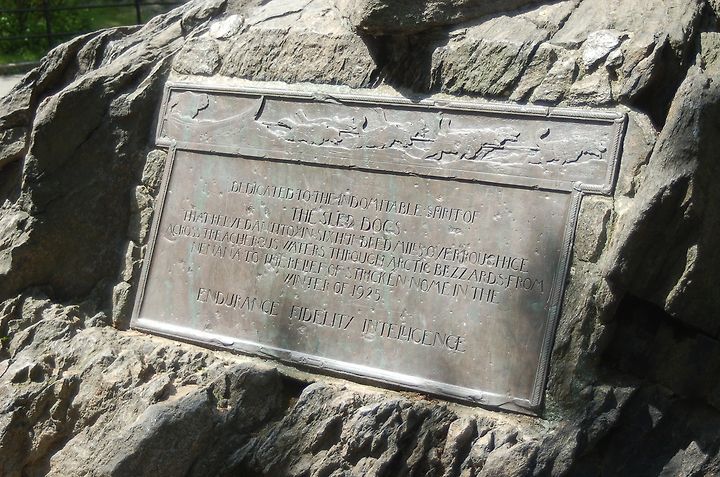 DEDICATED TO THE INDOMITABLE SPIRIT OF
THE SLED DOGS
THAT RELAYED ANTITOXIN SIX HUNDRED MILES OVER ROUGH ICE
ACROSS TREACHEROUS WATERS THROUGH ARCTIC BLIZZARDS FROM
NENANA TO THE RELIEF OF STRICKEN NOME IN THE
WINTER OF 1925
ENDURANCE FIDELITY INTELLIGENCE